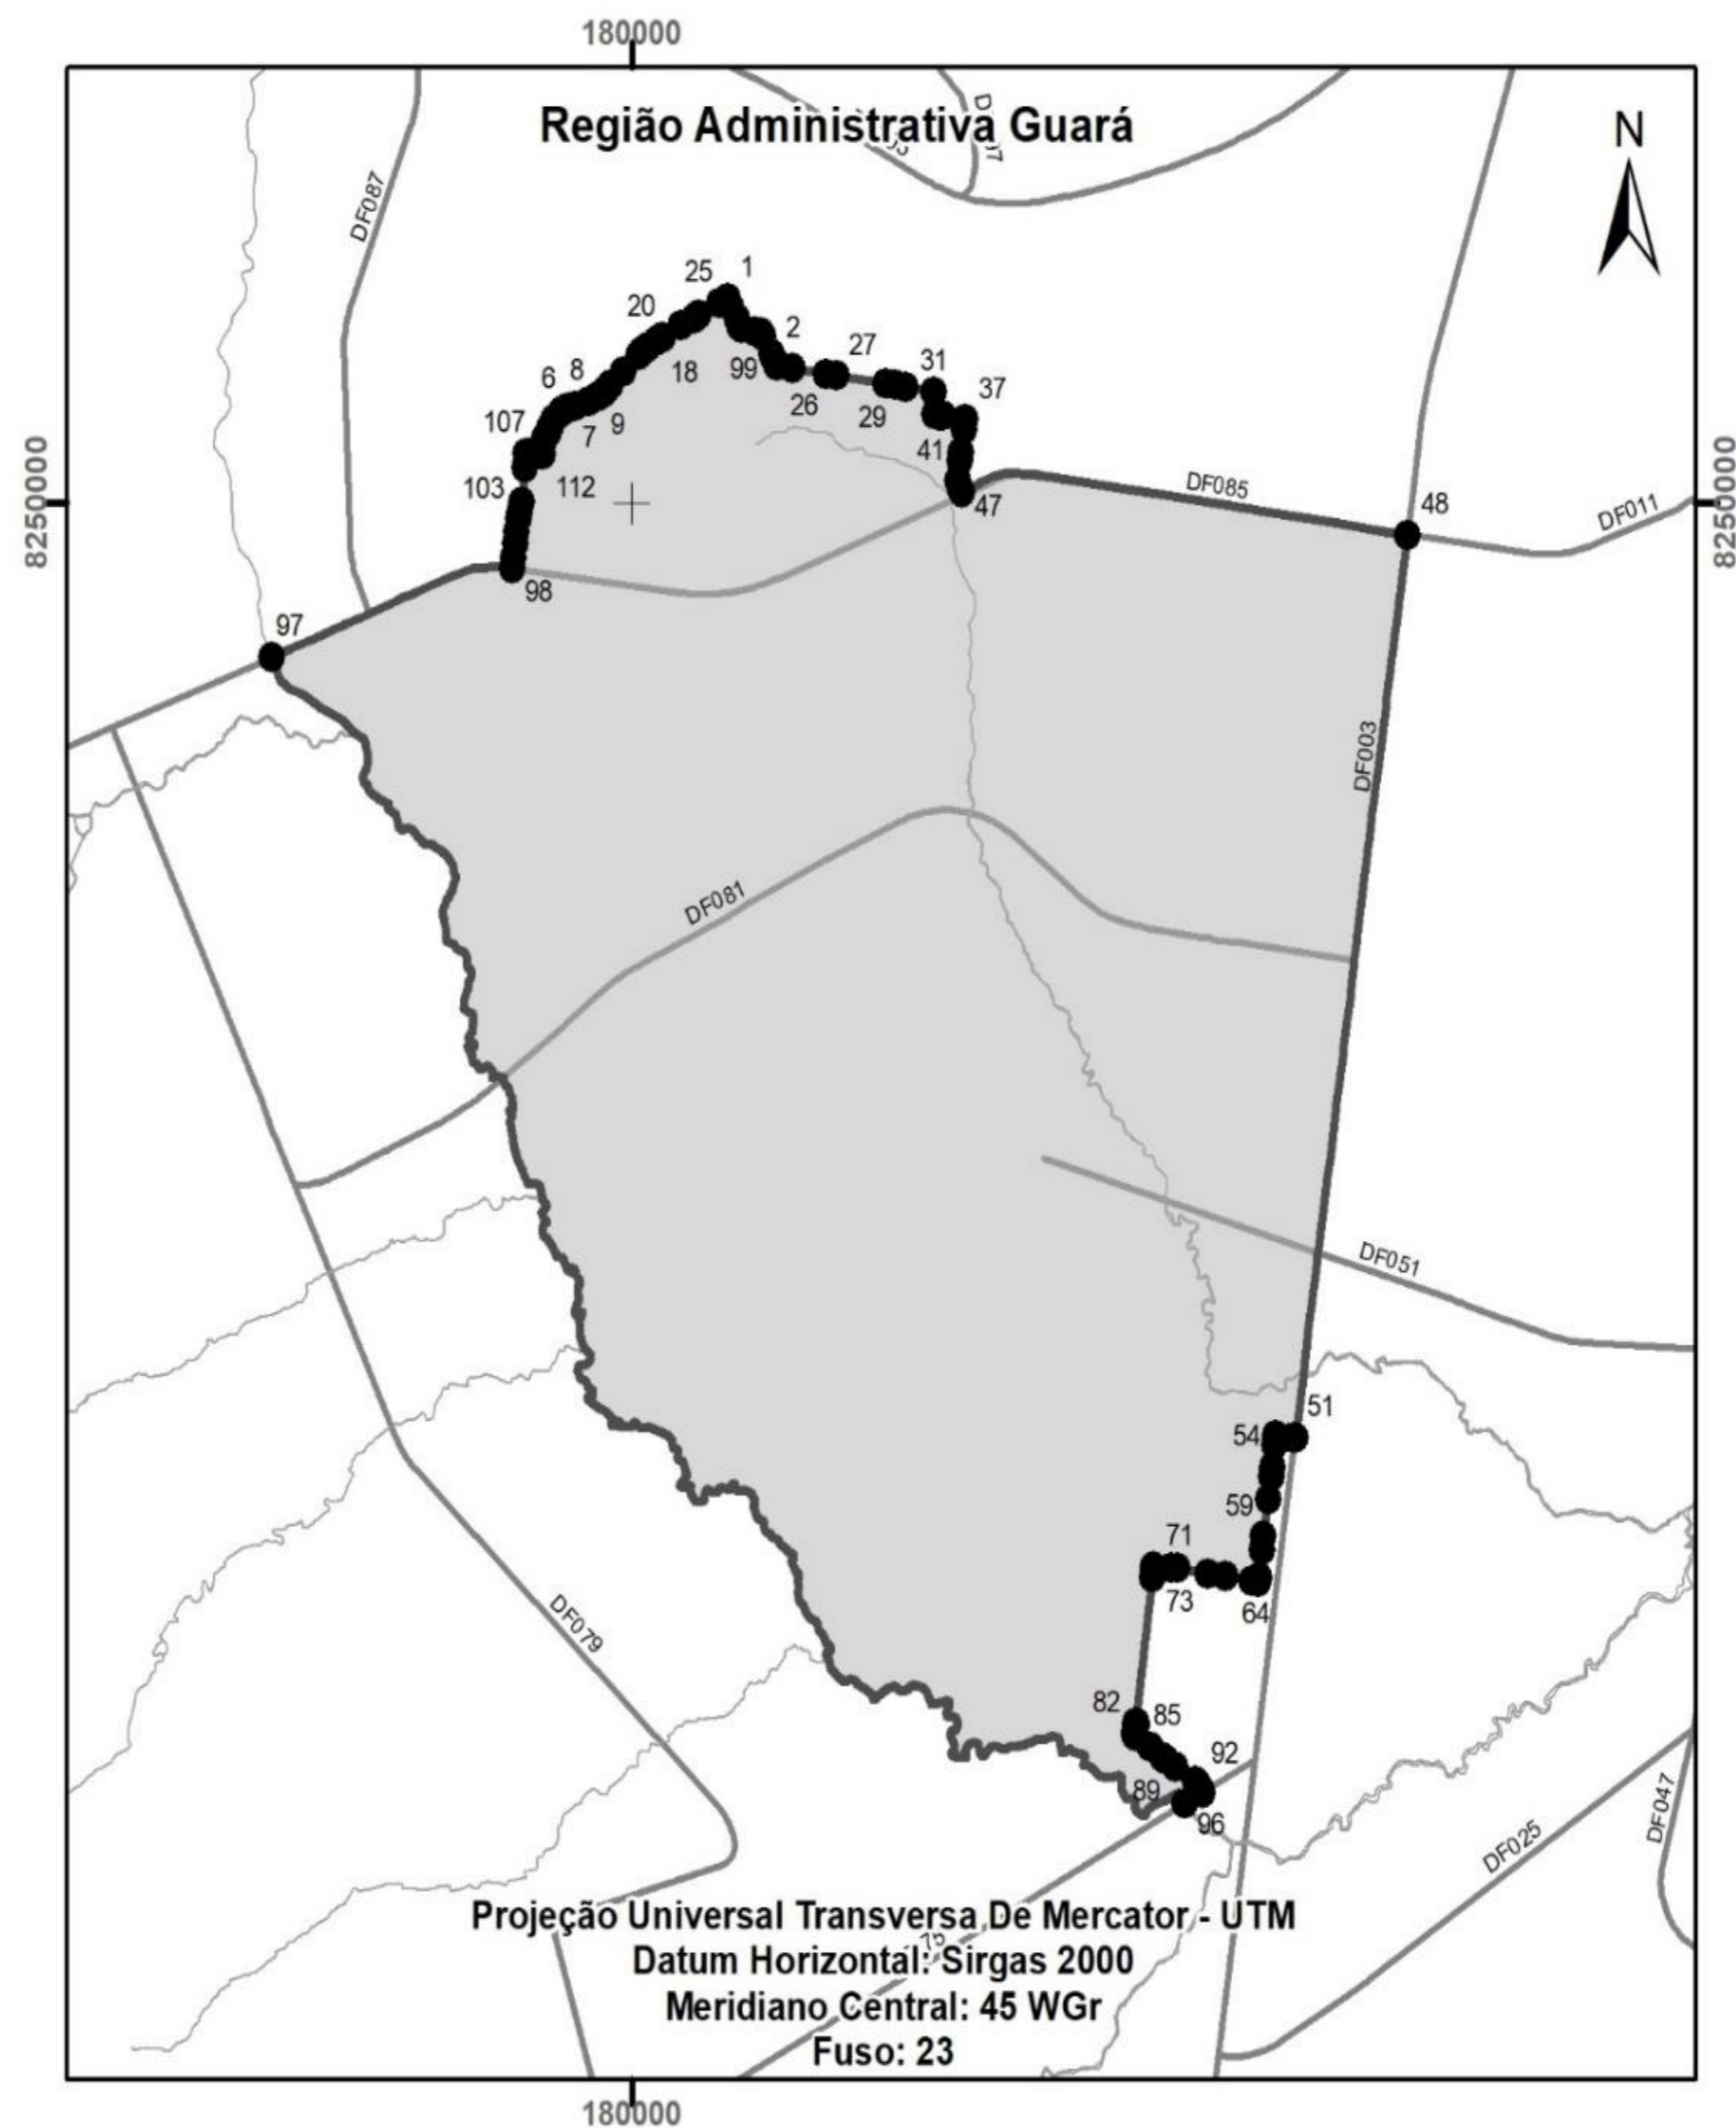 180000
Região Administrativa Guará
N
DF087
25
1
20
2
27
99
18
31
8
6
37
26
29
107
9
7
41
8250000
8250000
103
112
DF085
47
48
DF011
98
97
DF003
DF081
DF051
51
54
59
71
73
64
DF079
82
85
92
89
96
DF047
DF025
Projeção Universal Transversa De Mercator - UTM
75
Datum Horizontal: Sirgas 2000
Meridiano Central: 45 WGr
Fuso: 23
180000